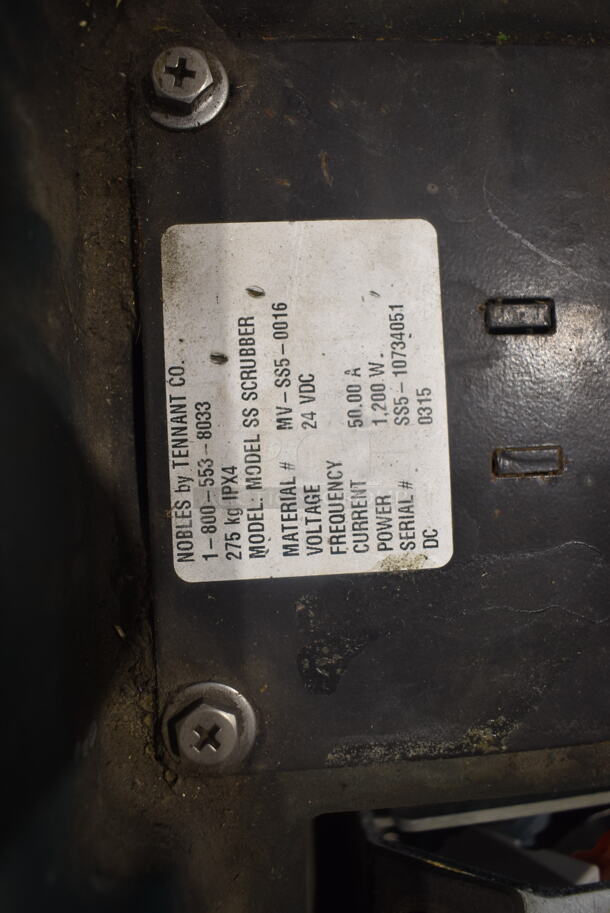 NOBLES by TENNANT CO.
1-800-553-8033
275 kg IPX4
MODEL: MODEL SS SCRUBBER
MATERIAL # MV-SS5-0016
VOLTAGE 24 VDC
FREQUENCY
CURRENT 50.00 A
POWER 1,200 W.
SERIAL # SS5-10734051
DC 0315